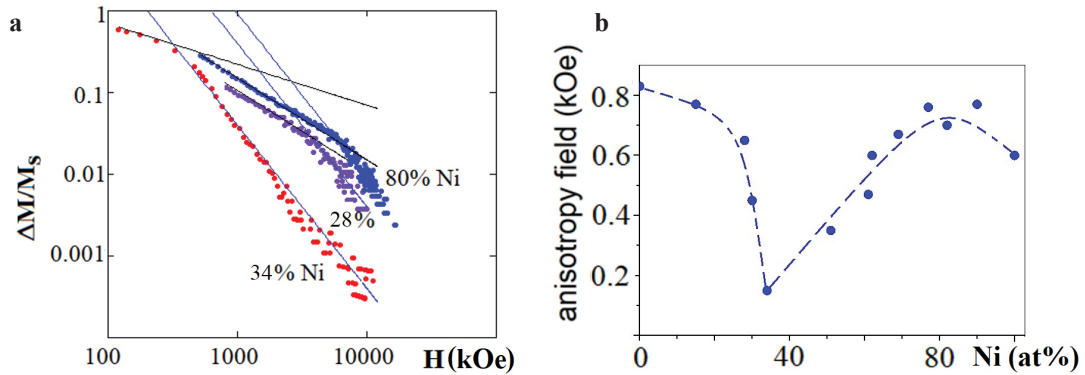 a
1
0.1
0.01
0.001
ΔM/Ms
80% Ni
28%
34% Ni
100
1000
10000
H (kOe)
b
anisotropy field (kOe)
0.8
0.6
0.4
0.2
0
40
80
Ni (at%)